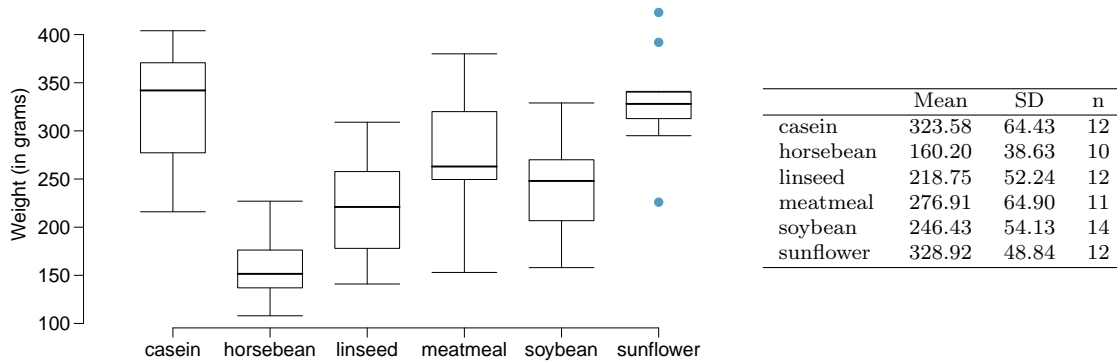 Weight (in grams)
400
350
300
250
200
150
100
casein horsebean linseed meatmeal soybean sunflower
Mean SD n
casein 323.58 64.43 12
horsebean 160.20 38.63 10
linseed 218.75 52.24 12
meatmeal 276.91 64.90 11
soybean 246.43 54.13 14
sunflower 328.92 48.84 12